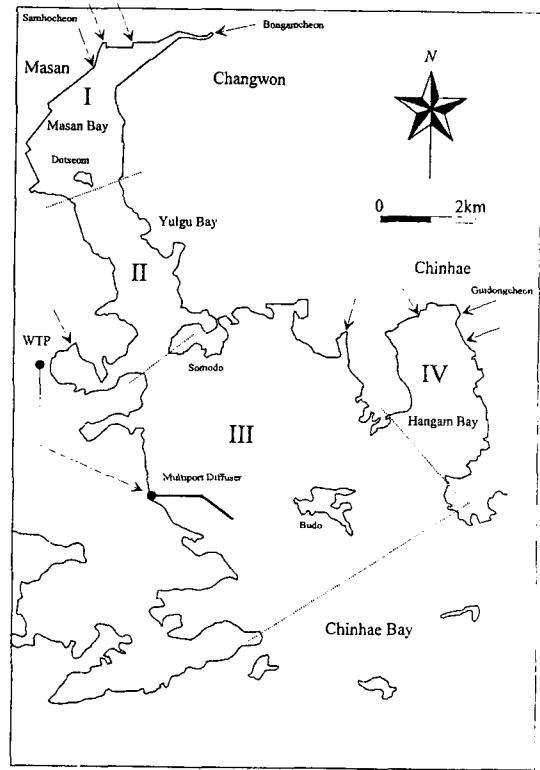 Samhocheon
Bongamcheon
Masan
Changwon
N
I
Masan Bay
Dotseom
0 2km
Yulgu Bay
II
Chinhae
Guidongcheon
WTP
Somodo
IV
III
Hangam Bay
Multiport Diffuser
Budo
Chinhae Bay